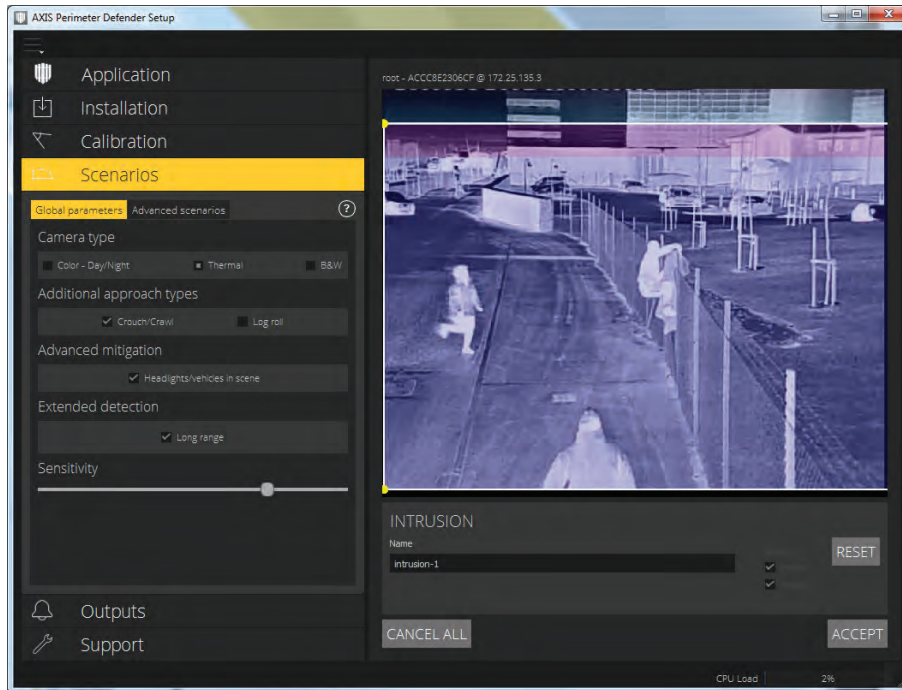 AXIS Perimeter Defender Setup
Application
Installation
Calibration
Scenarios
Global parameters
Advanced scenarios
?
Camera type
Color - Day/Night
Thermal
B&W
Additional approach types
Crouch/Crawl
Log roll
Advanced mitigation
Headlights/vehicles in scene
Extended detection
Long range
Sensitivity
Outputs
Support
root - ACCC8E2306CF @ 172.25.135.3
INTRUSION
Name
intrusion-1
RESET
CANCEL ALL
ACCEPT
CPU Load
2%